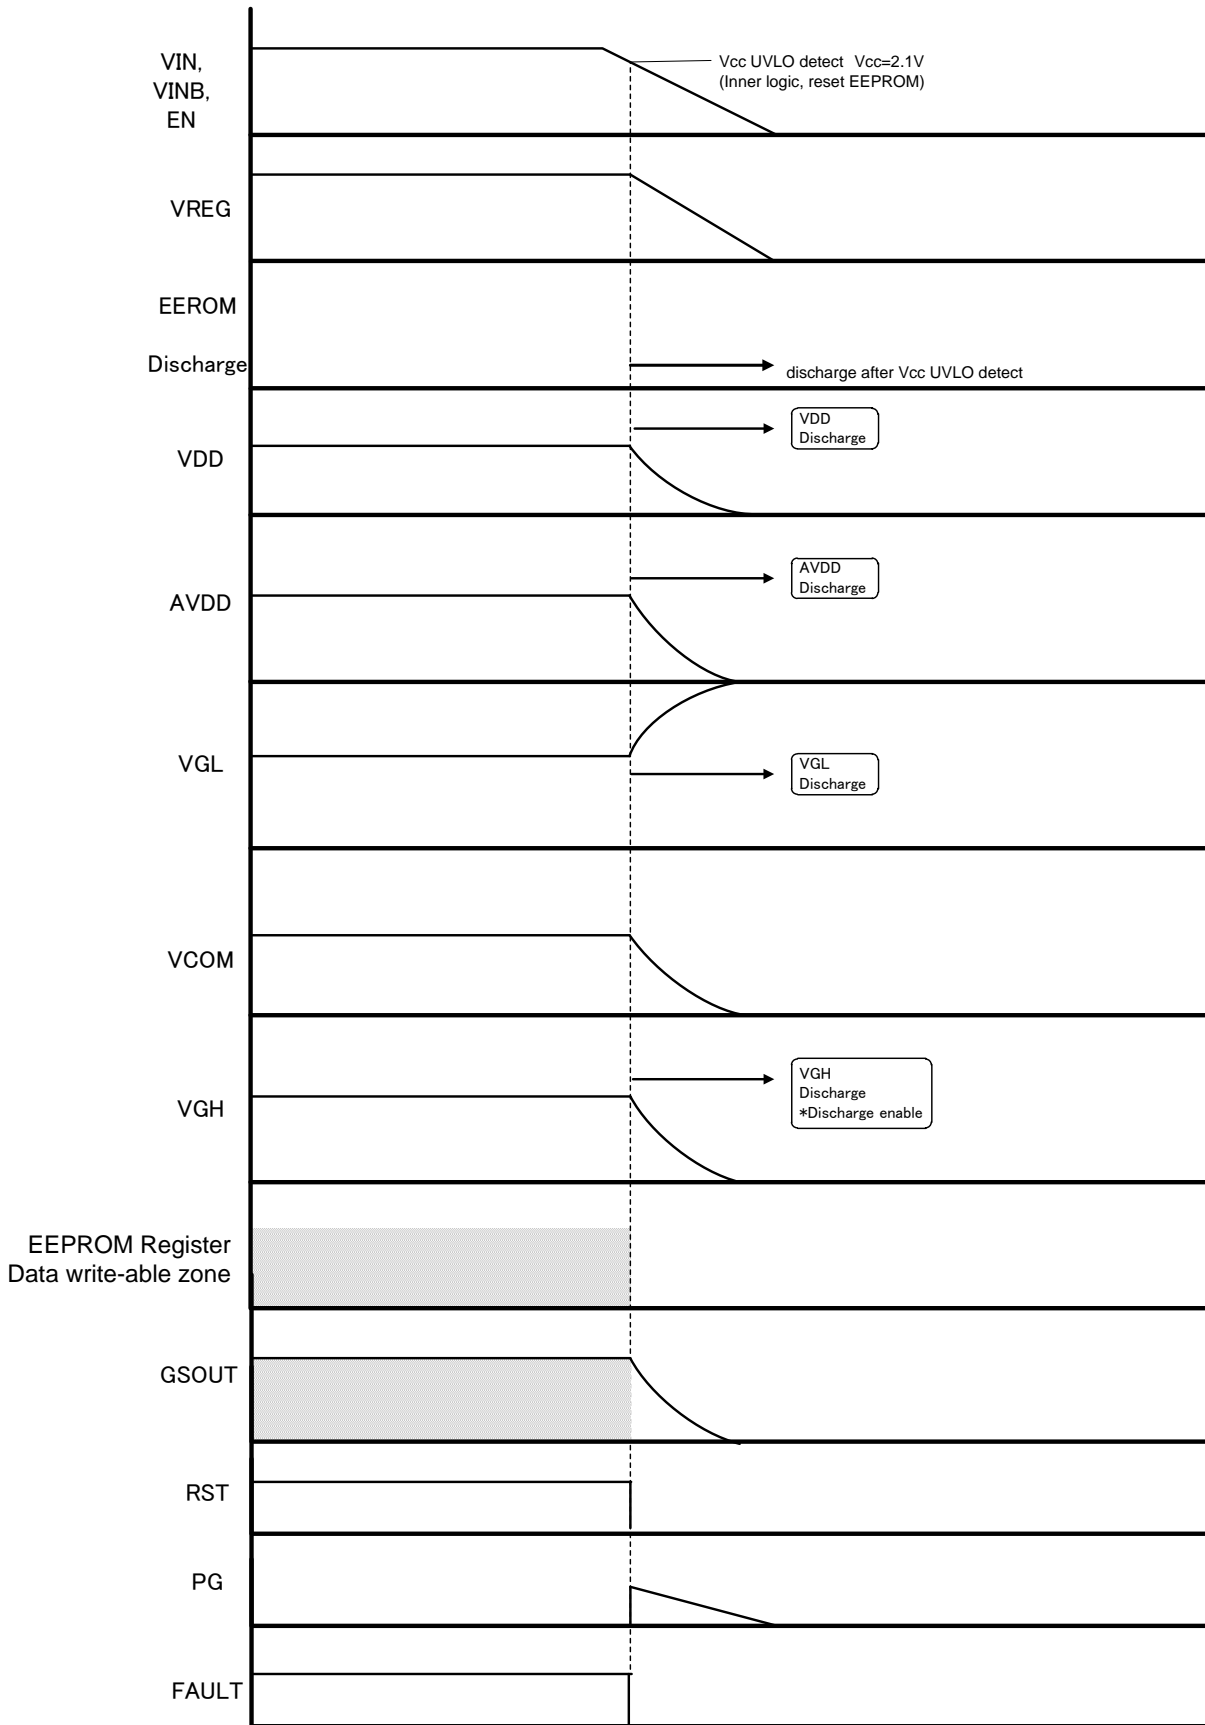 VIN,
VINB,
EN
Vcc UVLO detect Vcc=2.1V
(Inner logic, reset EEPROM)
VREG
EEROM
Discharge
discharge after Vcc UVLO detect
VDD
Discharge
VDD
AVDD
Discharge
AVDD
VGL
VGL
Discharge
VCOM
VGH
Discharge
*Discharge enable
VGH
EEPROM Register
Data write-able zone
GSOUT
RST
PG
FAULT